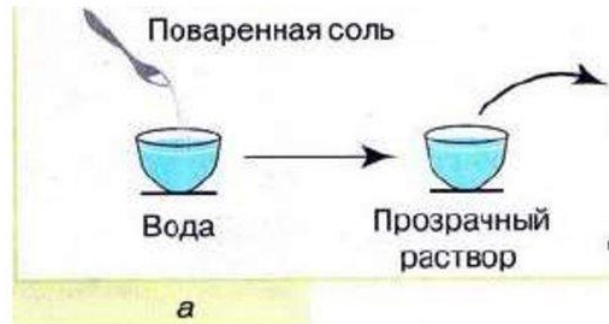 Поваренная соль
Вода
Прозрачный
раствор
а